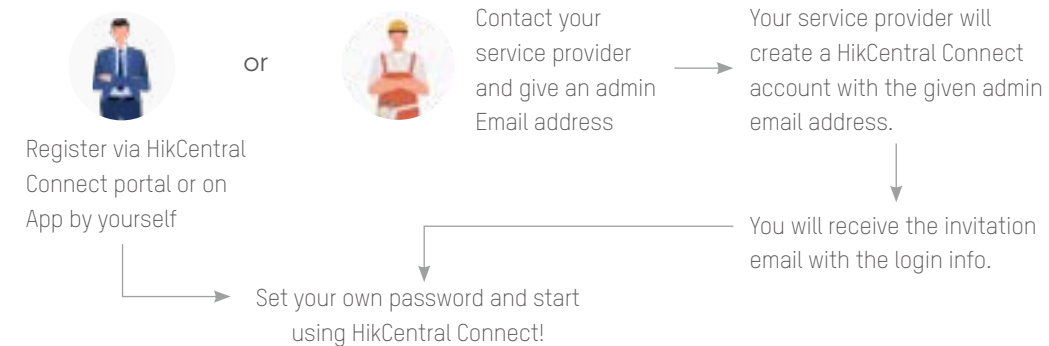 or
Register via HikCentral
Connect portal or on
App by yourself
Contact your
service provider
and give an admin
Email address
Your service provider will
create a HikCentral Connect
account with the given admin
email address.
You will receive the invitation
email with the login info.
Set your own password and start
using HikCentral Connect!